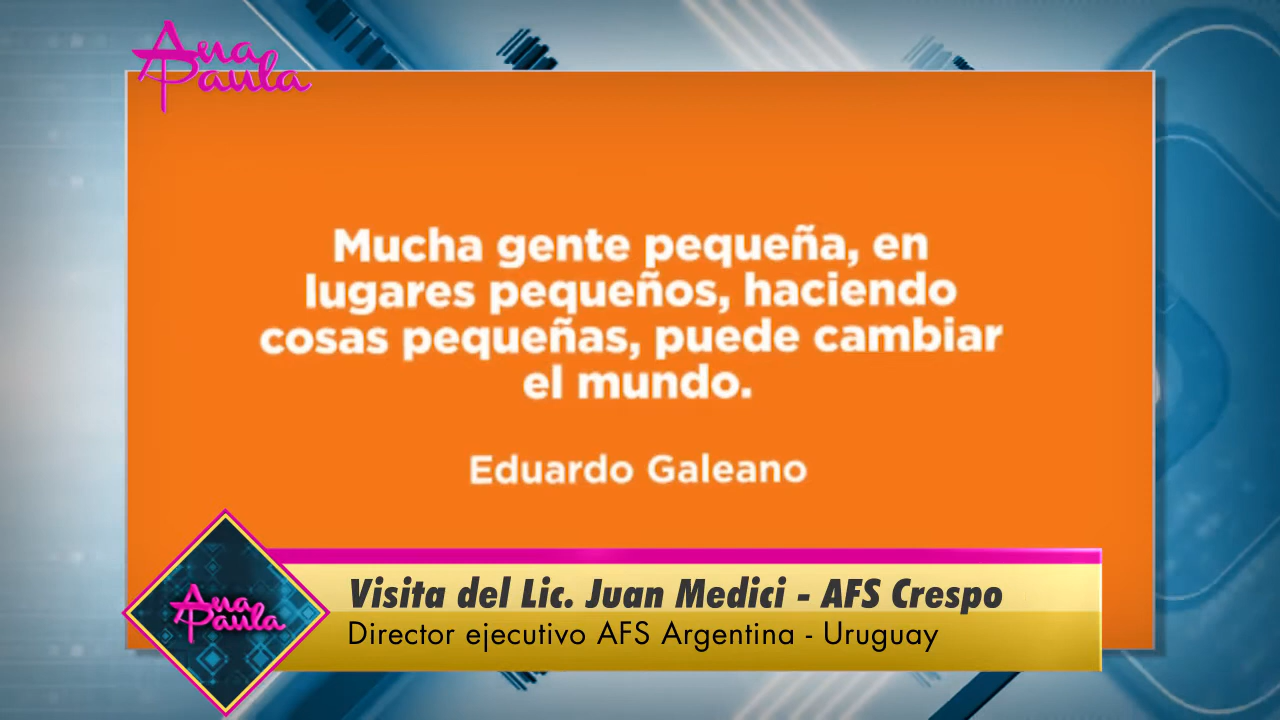 Ana
Paula
Mucha gente pequeña, en
lugares pequeños, haciendo
cosas pequeñas, puede cambiar
el mundo.
Eduardo Galeano
Ana
Paula
Visita del Lic. Juan Medici - AFS Crespo
Director ejecutivo AFS Argentina - Uruguay